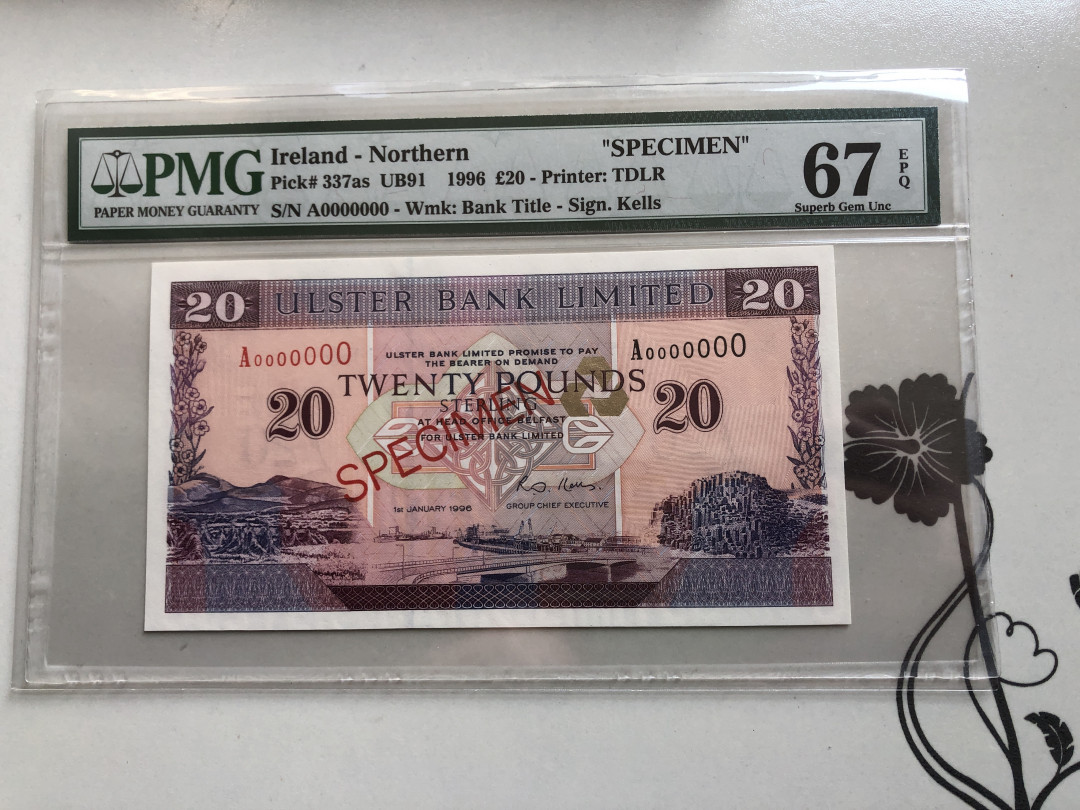 PMG
PAPER MONEY GUARANTY
Ireland - Northern "SPECIMEN"
Pick# 337as UB91 1996 £20 - Printer: TDLR
S/N A0000000 - Wmk: Bank Title - Sign. Kells
67 EPQ
Superb Gem Unc
20 ULSTER BANK LIMITED 20
A0000000 A0000000
ULSTER BANK LIMITED PROMISE TO PAY
THE BEARER ON DEMAND
TWENTY POUNDS
20 STERLING 20
AT HEAD OFFICE BELFAST
FOR ULSTER BANK LIMITED
SPECIMEN
1st JANUARY 1996 GROUP CHIEF EXECUTIVE